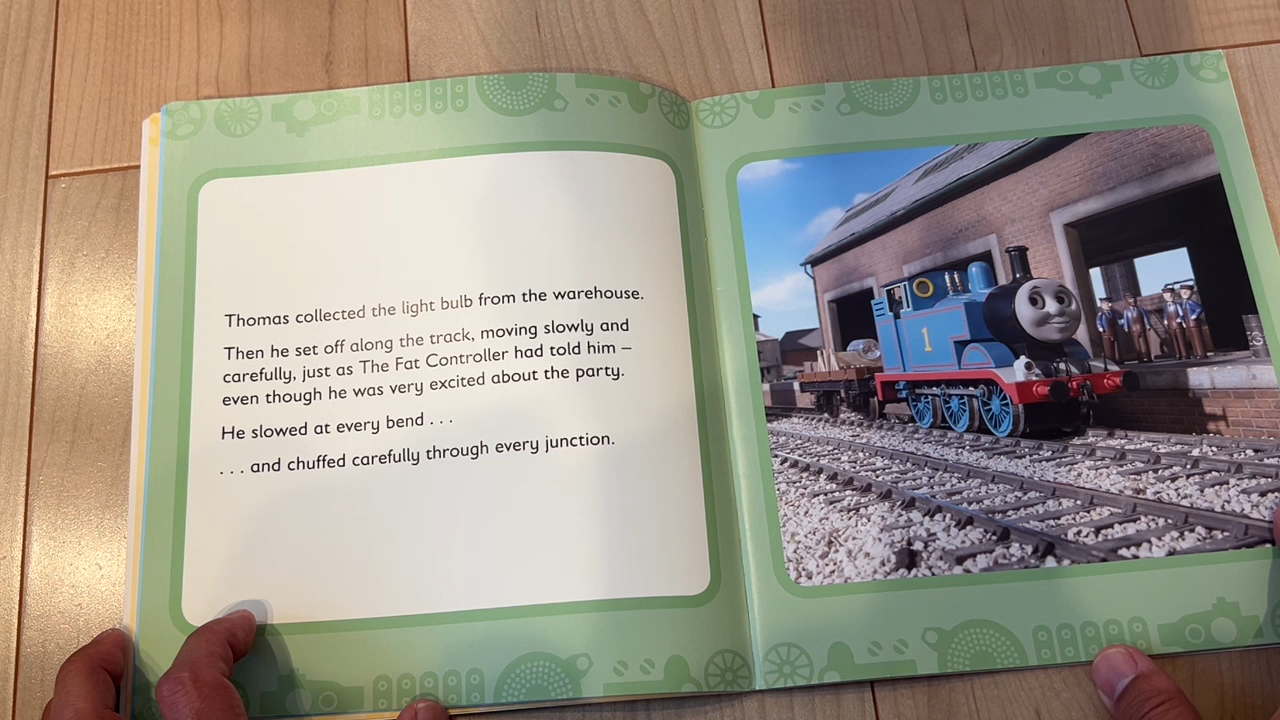 Thomas collected the light bulb from the warehouse.
Then he set off along the track, moving slowly and
carefully, just as The Fat Controller had told him –
even though he was very excited about the party.
He slowed at every bend . . .
. . . and chuffed carefully through every junction.
1